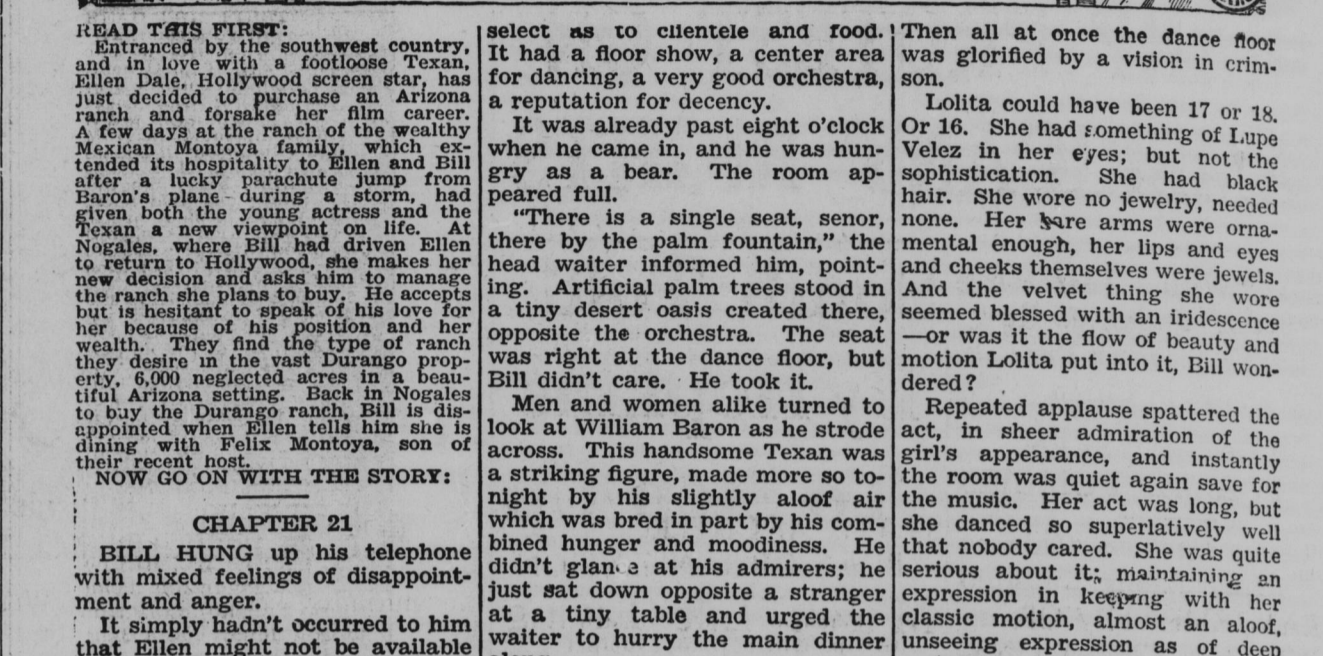 READ THIS FIRST:
Entranced by the southwest country,
and in love with a footloose Texan,
Ellen Dale, Hollywood screen star, has
just decided to purchase an Arizona
ranch and forsake her film career.
A few days at the ranch of the wealthy
Mexican Montoya family, which ex-
tended its hospitality to Ellen and Bill
after a lucky parachute jump from
Baron's plane during a storm, had
given both the young actress and the
Texan a new viewpoint on life. At
Nogales, where Bill had driven Ellen
to return to Hollywood, she makes her
new decision and asks him to manage
the ranch she plans to buy. He accepts
but is hesitant to speak of his love for
her because of his position and her
wealth. They find the type of ranch
they desire in the vast Durango prop-
erty, 6,000 neglected acres in a beau-
tiful Arizona setting. Back in Nogales
to buy the Durango ranch, Bill is dis-
appointed when Ellen tells him she is
dining with Felix Montoya, son of
their recent host.
NOW GO ON WITH THE STORY:
CHAPTER 21
BILL HUNG up his telephone
with mixed feelings of disappoint-
ment and anger.
It simply hadn't occurred to him
that Ellen might not be available
select as to clientele and food.
It had a floor show, a center area
for dancing, a very good orchestra,
a reputation for decency.
It was already past eight o'clock
when he came in, and he was hun-
gry as a bear. The room ap-
peared full.
"There is a single seat, senor,
there by the palm fountain," the
head waiter informed him, point-
ing. Artificial palm trees stood in
a tiny desert oasis created there,
opposite the orchestra. The seat
was right at the dance floor, but
Bill didn't care. He took it.
Men and women alike turned to
look at William Baron as he strode
across. This handsome Texan was
a striking figure, made more so to-
night by his slightly aloof air
which was bred in part by his com-
bined hunger and moodiness. He
didn't glance at his admirers; he
just sat down opposite a stranger
at a tiny table and urged the
waiter to hurry the main dinner
Then all at once the dance floor
was glorified by a vision in crim-
son.
Lolita could have been 17 or 18.
Or 16. She had something of Lupe
Velez in her eyes; but not the
sophistication. She had black
hair. She wore no jewelry, needed
none. Her bare arms were orna-
mental enough, her lips and eyes
and cheeks themselves were jewels.
And the velvet thing she wore
seemed blessed with an iridescence
—or was it the flow of beauty and
motion Lolita put into it, Bill won-
dered?
Repeated applause spattered the
act, in sheer admiration of the
girl's appearance, and instantly
the room was quiet again save for
the music. Her act was long, but
she danced so superlatively well
that nobody cared. She was quite
serious about it; maintaining an
expression in keeping with her
classic motion, almost an aloof,
unseeing expression as of deep